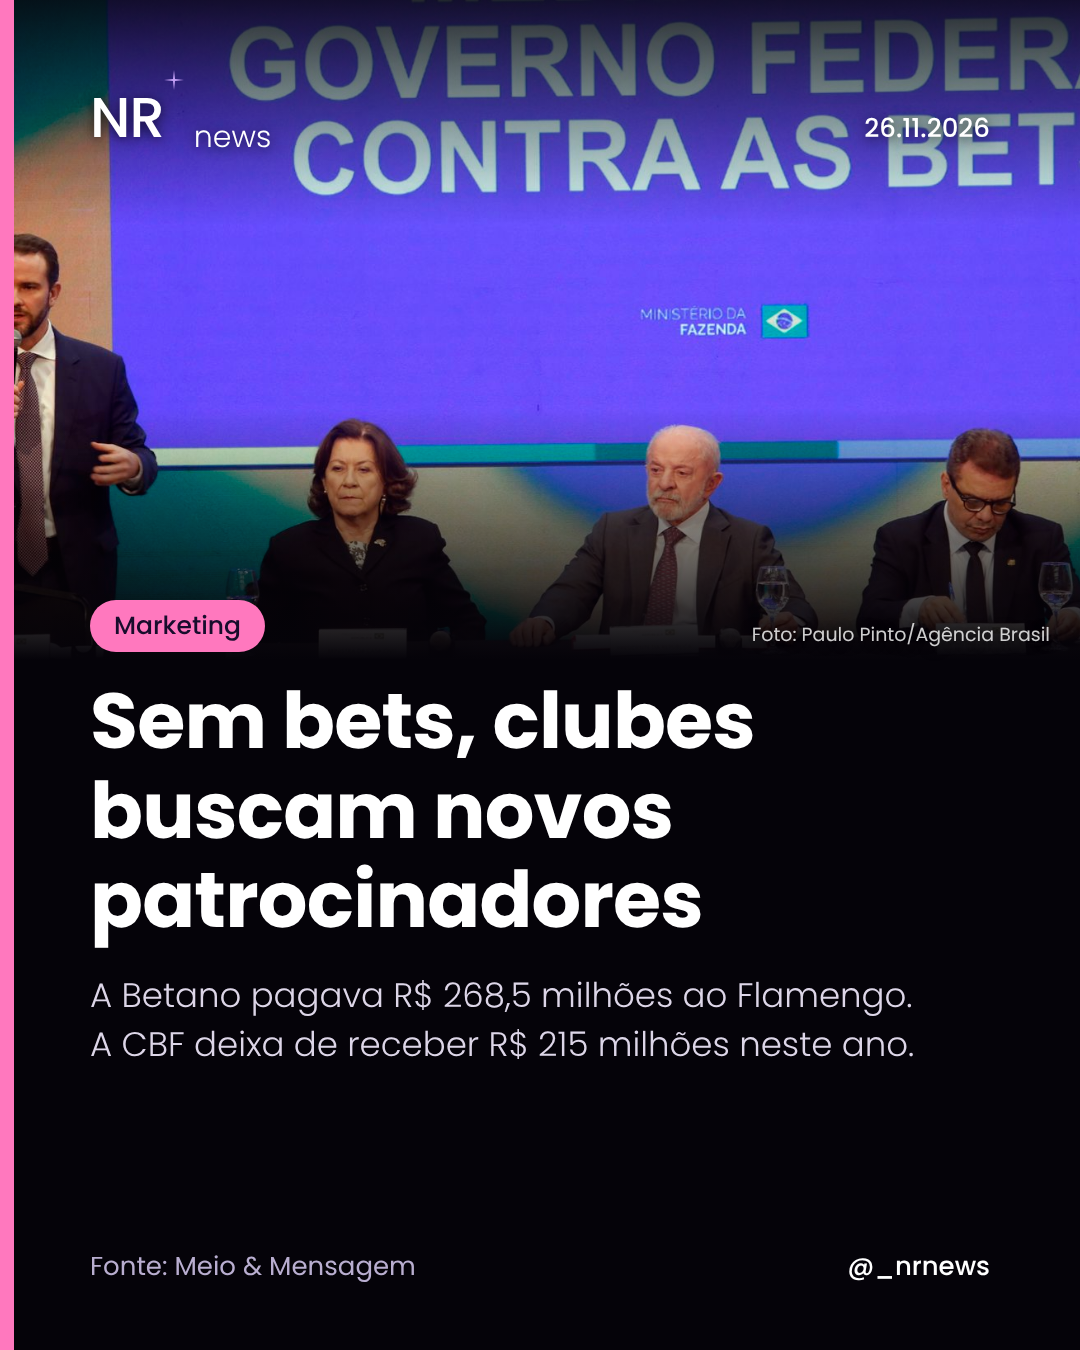 GOVERNO FEDERA
CONTRA AS BET
NR
news
26.11.2026
MINISTÉRIO DA
FAZENDA
Marketing
Foto: Paulo Pinto/Agência Brasil
Sem bets, clubes
buscam novos
patrocinadores
A Betano pagava R$ 268,5 milhões ao Flamengo.
A CBF deixa de receber R$ 215 milhões neste ano.
Fonte: Meio & Mensagem
@_nrnews